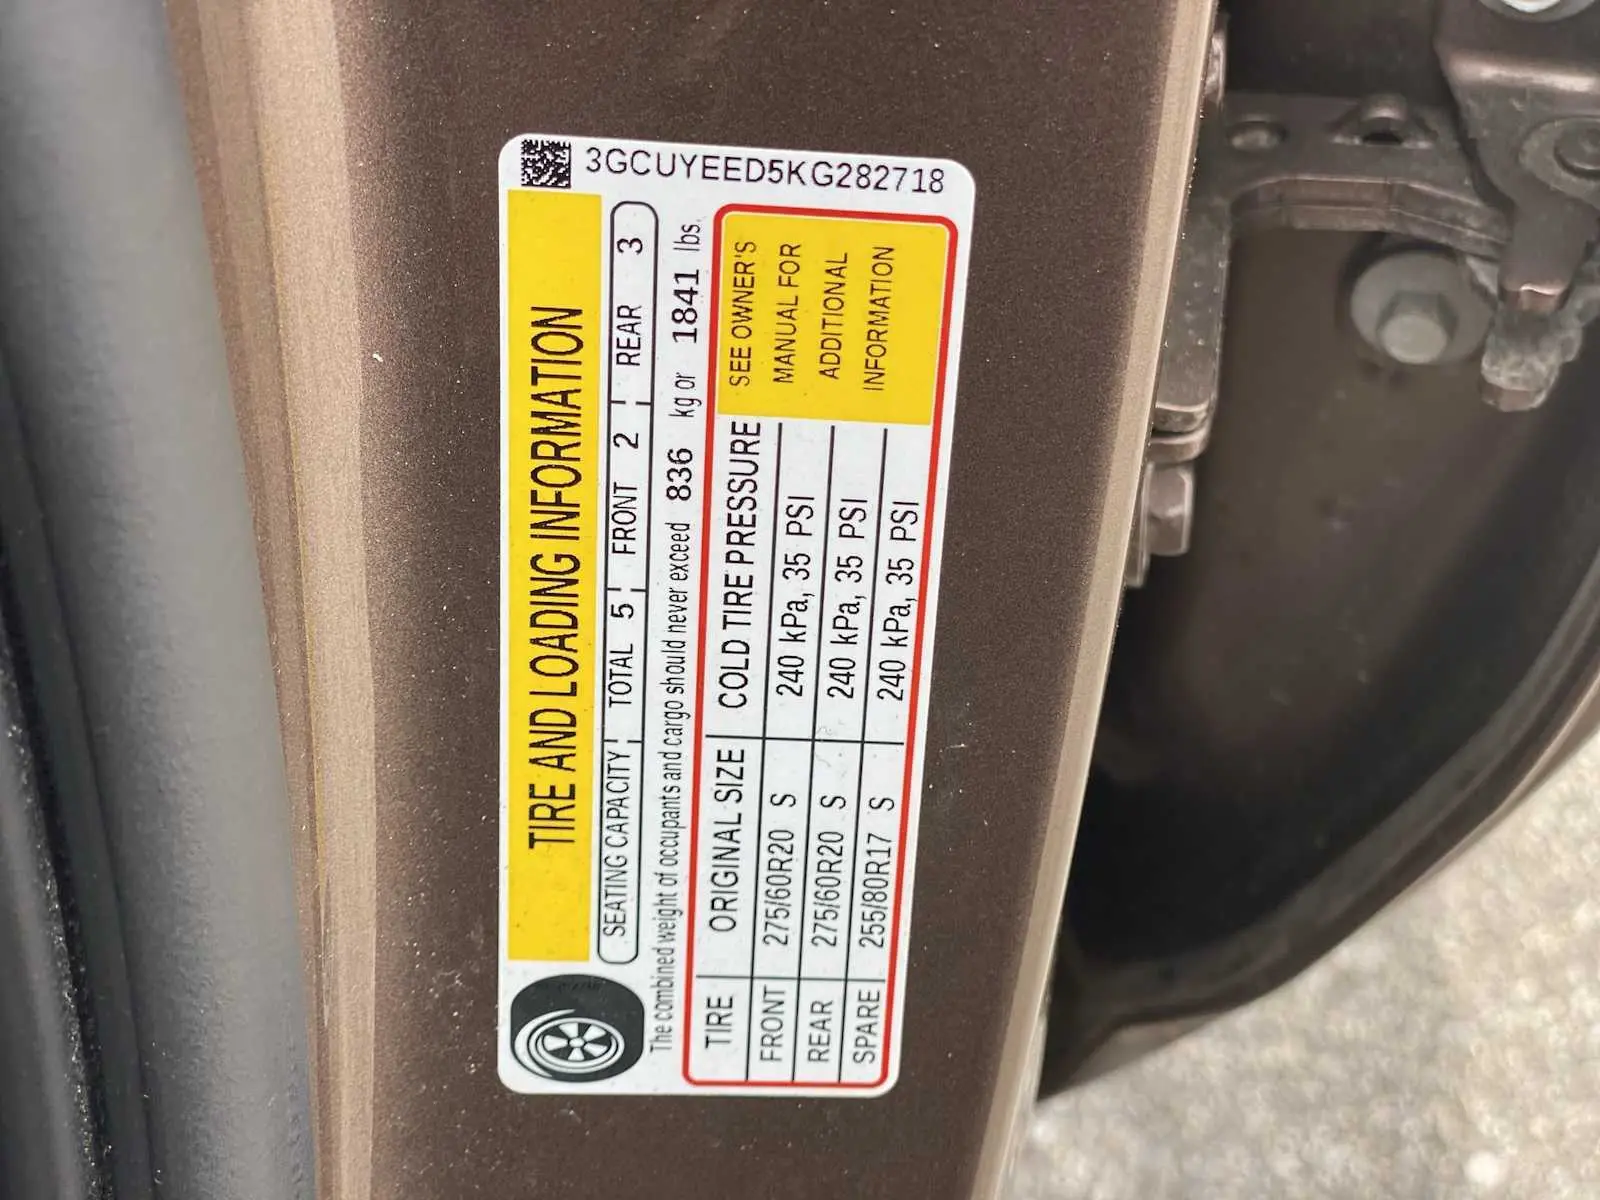 3GCUYEED5KG282718
TIRE AND LOADING INFORMATION
SEATING CAPACITY TOTAL 5 FRONT 2 REAR 3
The combined weight of occupants and cargo should never exceed 836 kg or 1841 lbs.
TIRE ORIGINAL SIZE COLD TIRE PRESSURE
FRONT 275/60R20 S 240 kPa, 35 PSI
REAR 275/60R20 S 240 kPa, 35 PSI
SPARE 255/80R17 S 240 kPa, 35 PSI
SEE OWNER'S
MANUAL FOR
ADDITIONAL
INFORMATION